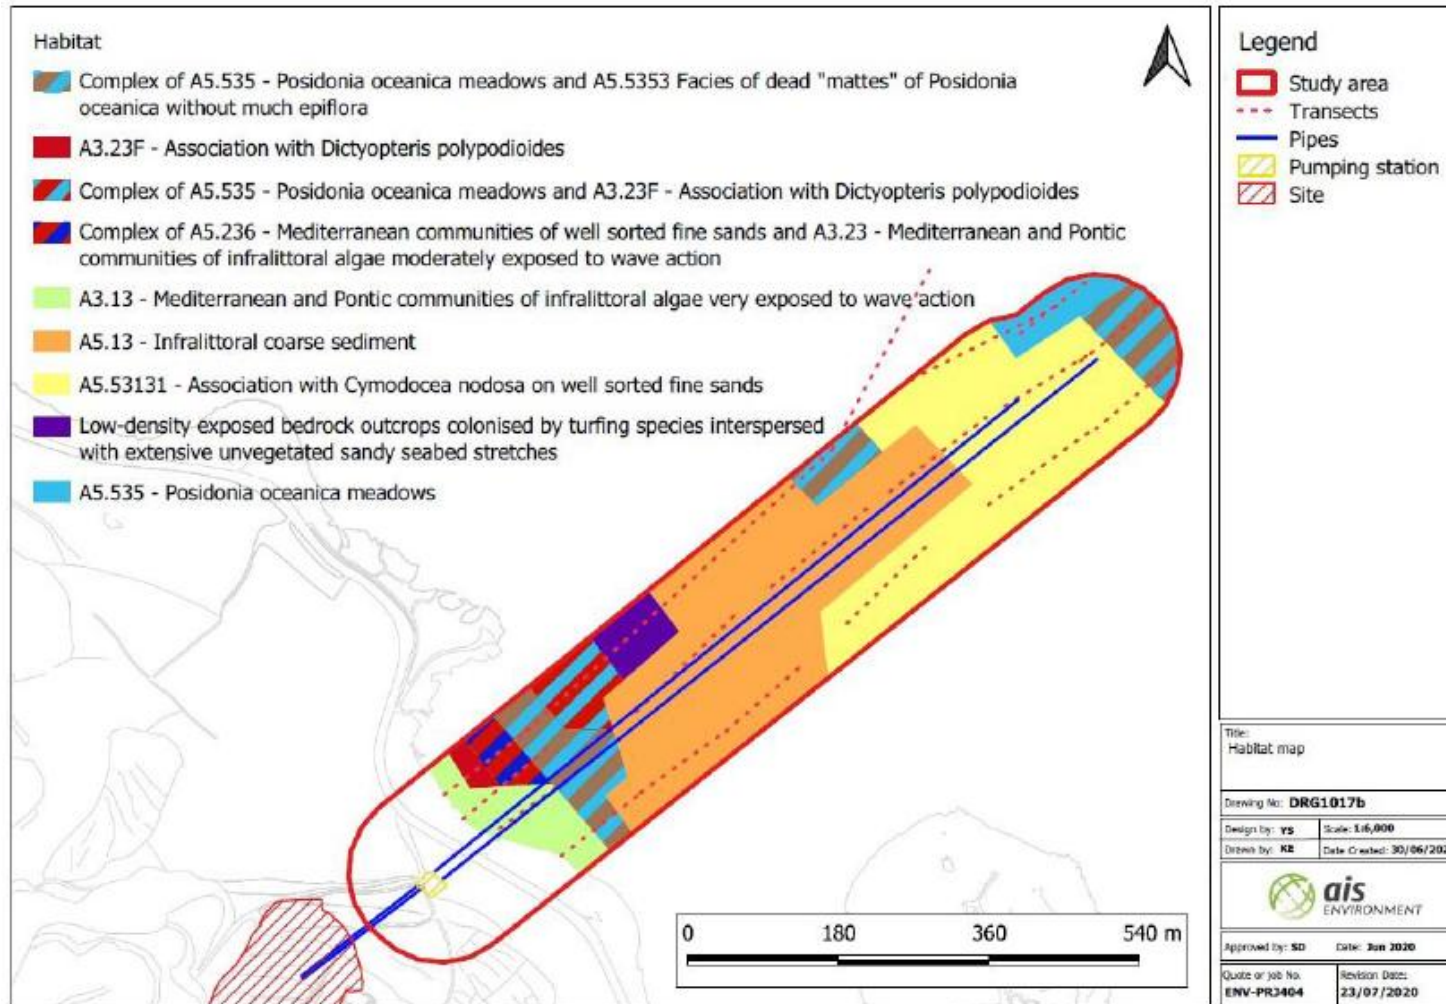 Habitat
Complex of A5.535 - Posidonia oceanica meadows and A5.5353 Facies of dead "mattes" of Posidonia
oceanica without much epiflora
A3.23F - Association with Dictyopteris polypodioides
Complex of A5.535 - Posidonia oceanica meadows and A3.23F - Association with Dictyopteris polypodioides
Complex of A5.236 - Mediterranean communities of well sorted fine sands and A3.23 - Mediterranean and Pontic
communities of infralittoral algae moderately exposed to wave action
A3.13 - Mediterranean and Pontic communities of infralittoral algae very exposed to wave action
A5.13 - Infralittoral coarse sediment
A5.53131 - Association with Cymodocea nodosa on well sorted fine sands
Low-density exposed bedrock outcrops colonised by turfing species interspersed
with extensive unvegetated sandy seabed stretches
A5.535 - Posidonia oceanica meadows
0 180 360 540 m
Legend
Study area
Transects
Pipes
Pumping station
Site
Title:
Habitat map
Drawing No: DRG1017b
Design by: YS Scale: 1:6,000
Drawn by: KE Date Created: 30/06/202
ais
ENVIRONMENT
Approved by: SD Date: Jun 2020
Quote or job No. Revision Date:
ENV-PR3404 23/07/2020